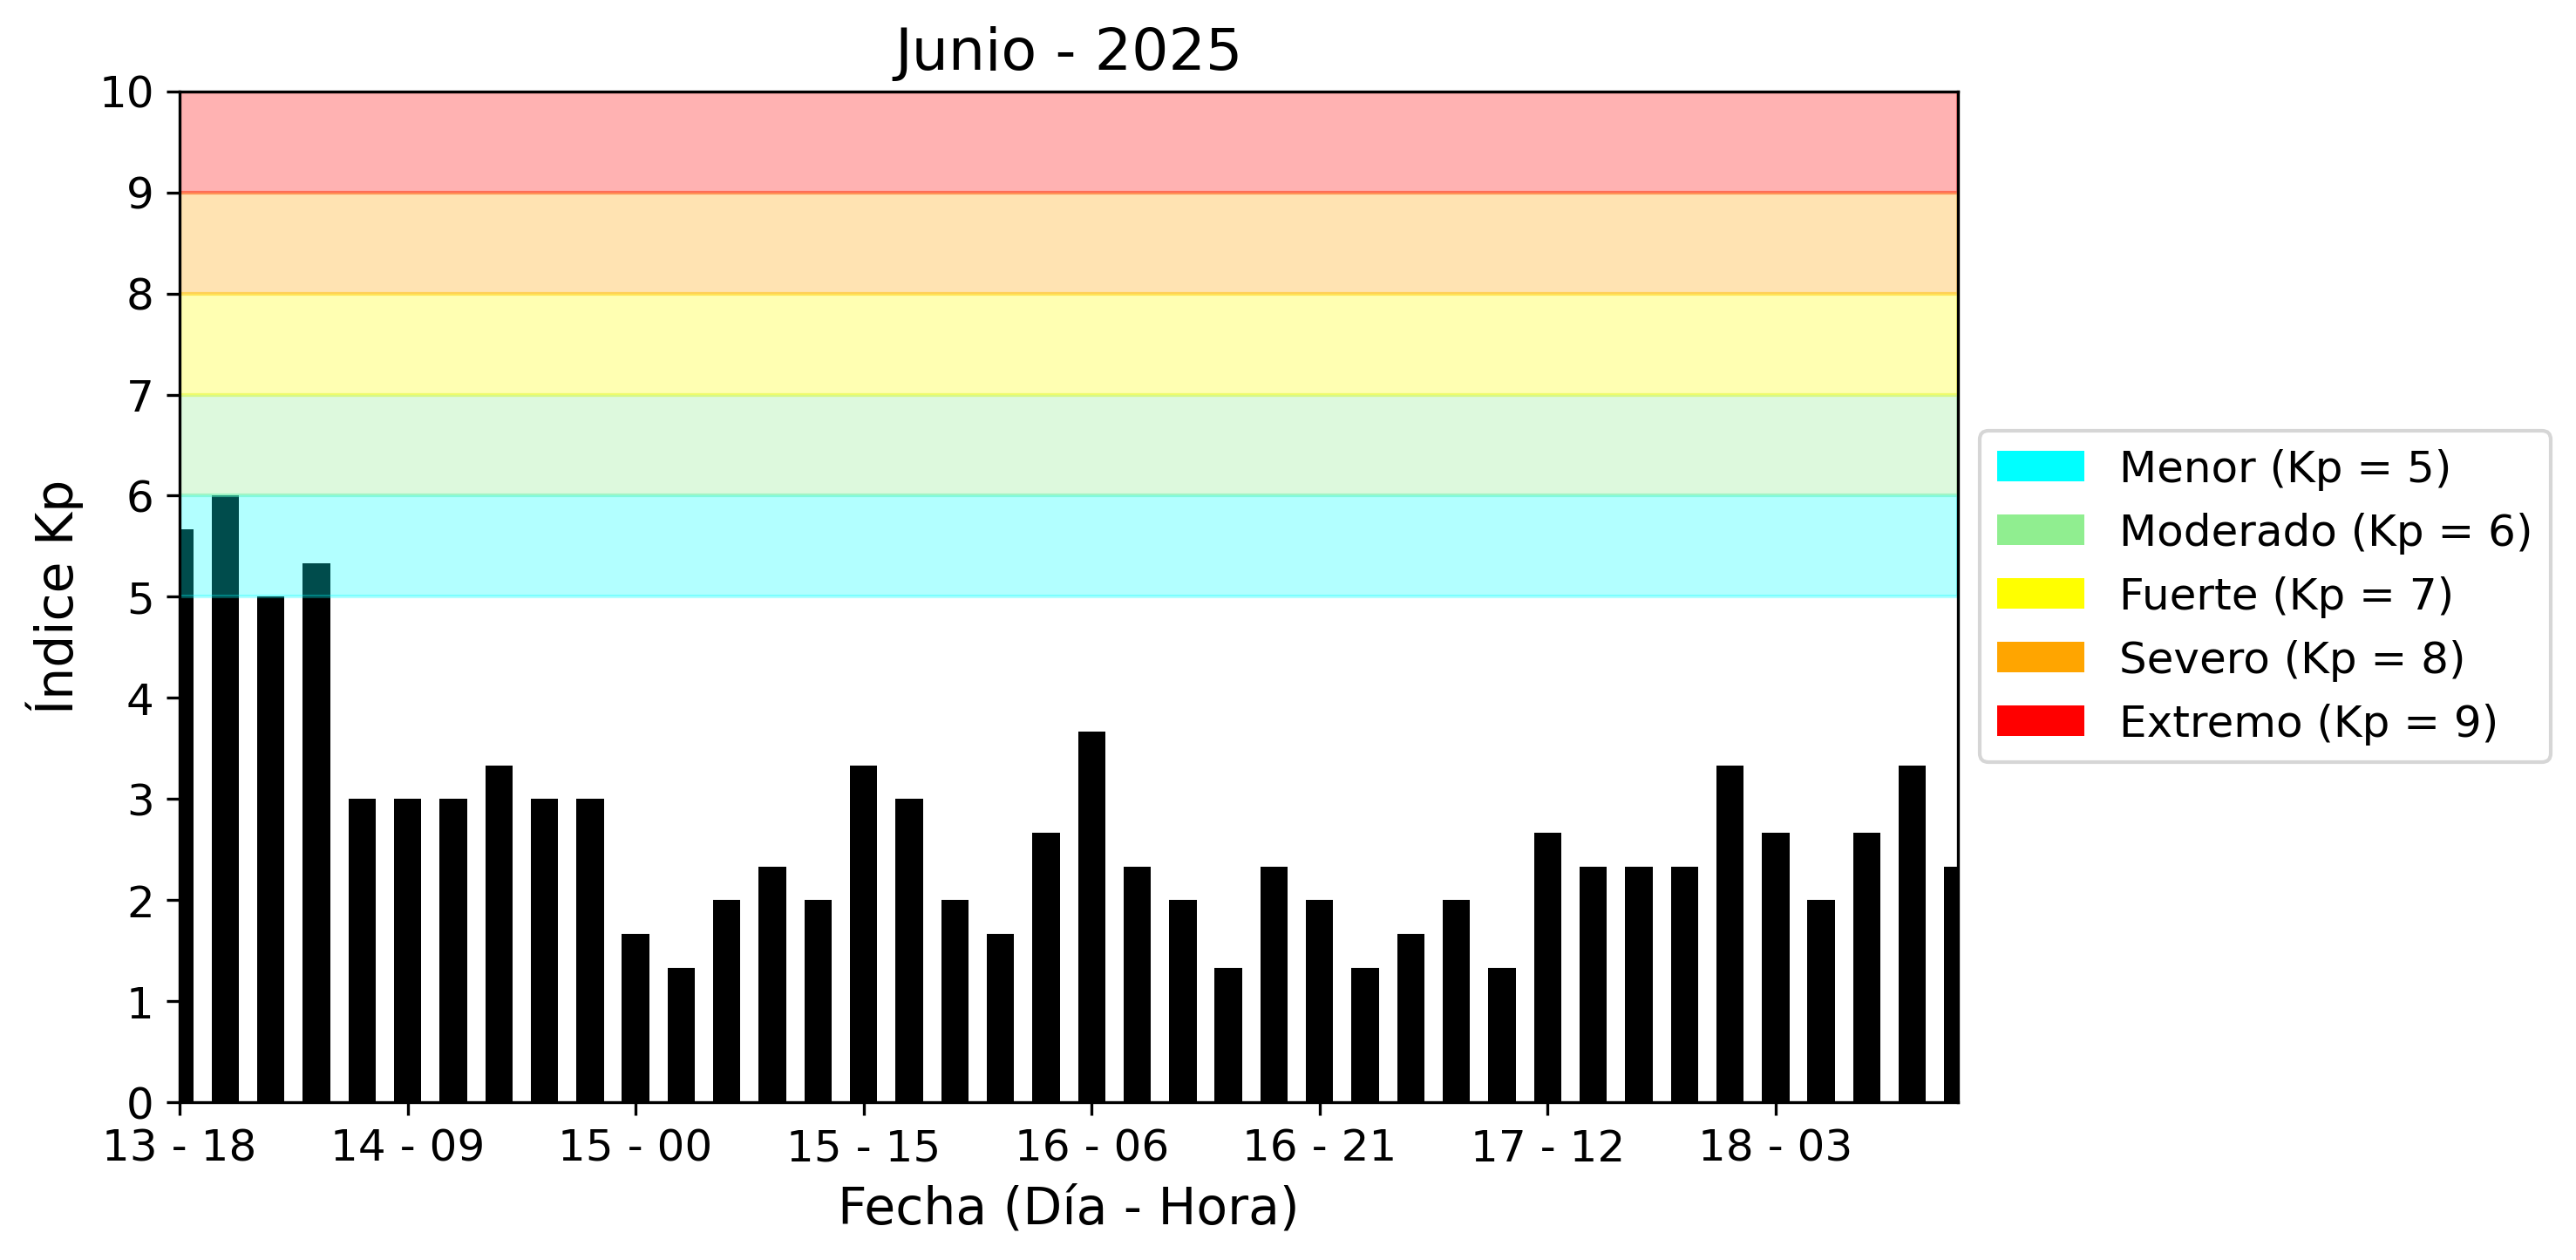 Junio - 2025
10
9
8
7
6
5
4
3
2
1
0
Índice Kp
13 - 18 14 - 09 15 - 00 15 - 15 16 - 06 16 - 21 17 - 12 18 - 03
Fecha (Día - Hora)
Menor (Kp = 5)
Moderado (Kp = 6)
Fuerte (Kp = 7)
Severo (Kp = 8)
Extremo (Kp = 9)